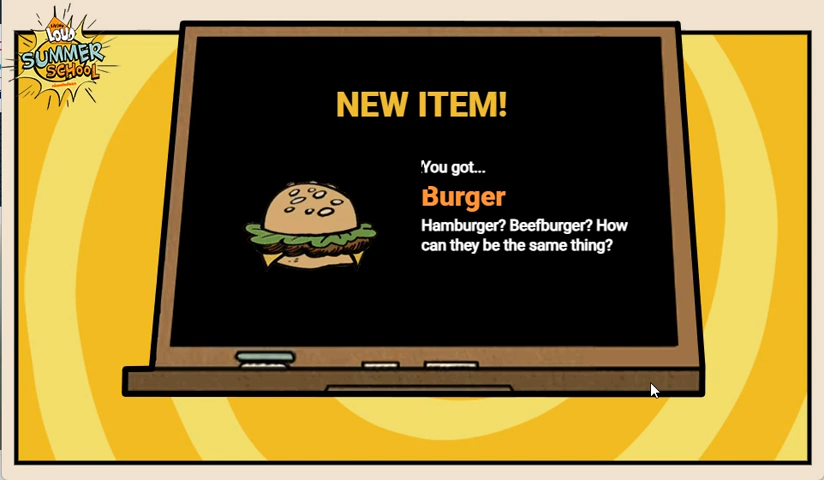 LOUD
SUMMER
SCHOOL
NEW ITEM!
You got...
Burger
Hamburger? Beefburger? How
can they be the same thing?